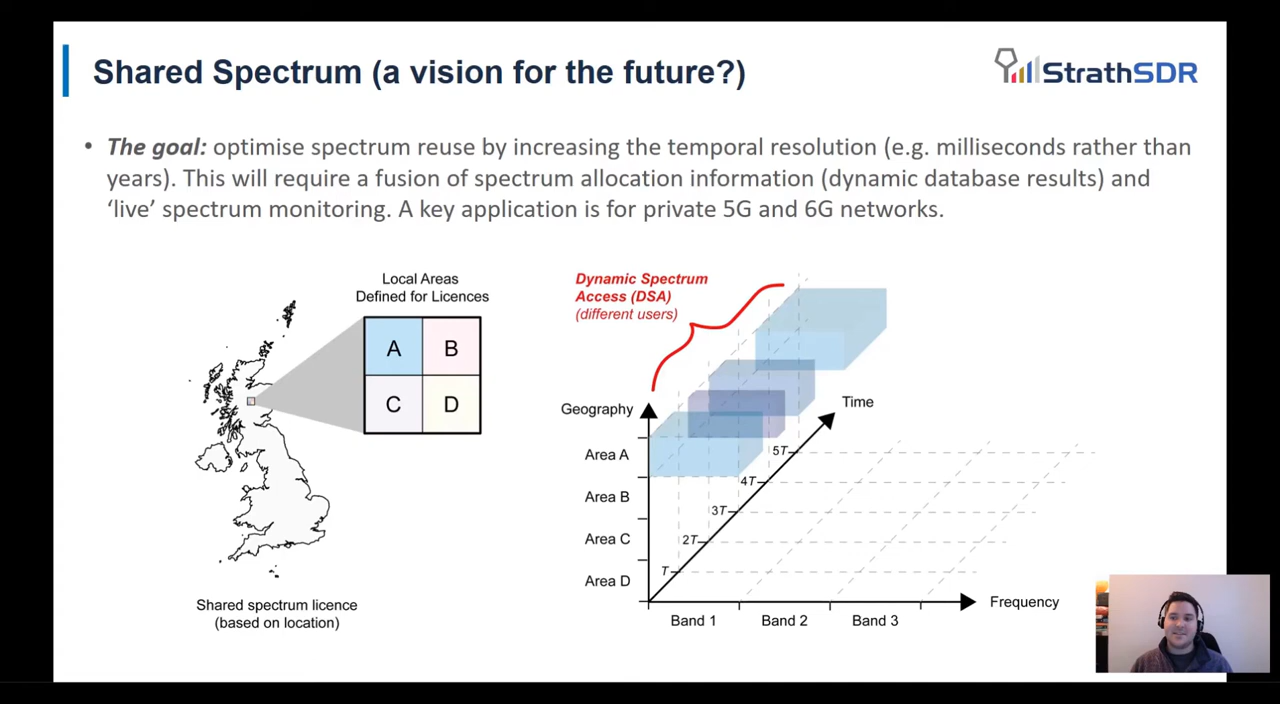 Shared Spectrum (a vision for the future?)
StrathSDR
• The goal: optimise spectrum reuse by increasing the temporal resolution (e.g. milliseconds rather than
years). This will require a fusion of spectrum allocation information (dynamic database results) and
‘live’ spectrum monitoring. A key application is for private 5G and 6G networks.
Local Areas
Defined for Licences
A B
C D
Shared spectrum licence
(based on location)
Dynamic Spectrum
Access (DSA)
(different users)
Geography
Time
Area A
Area B
Area C
Area D
5T
4T
3T
2T
T
Frequency
Band 1 Band 2 Band 3